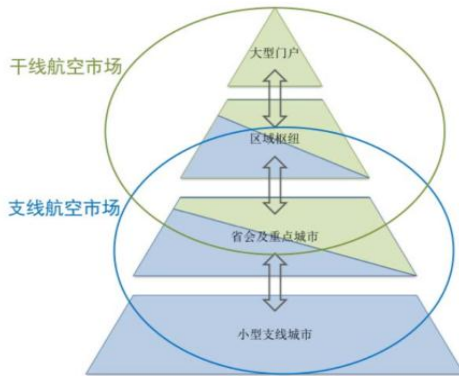 大型门户
干线航空市场
区域枢纽
支线航空市场
省会及重点城市
小型支线城市